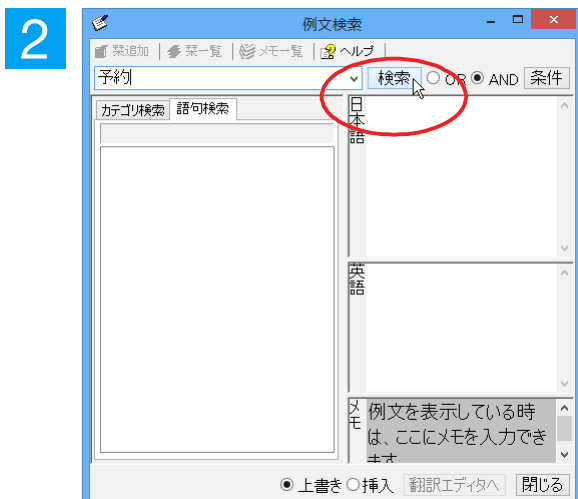 2
例文検索
栞追加 栞一覧 メモ一覧 ヘルプ
予約 検索 OR AND 条件
カテゴリ検索 語句検索
日本語
英語
メモ
例文を表示している時
は、ここにメモを入力でき
ます
上書き 挿入 翻訳エディタへ 閉じる